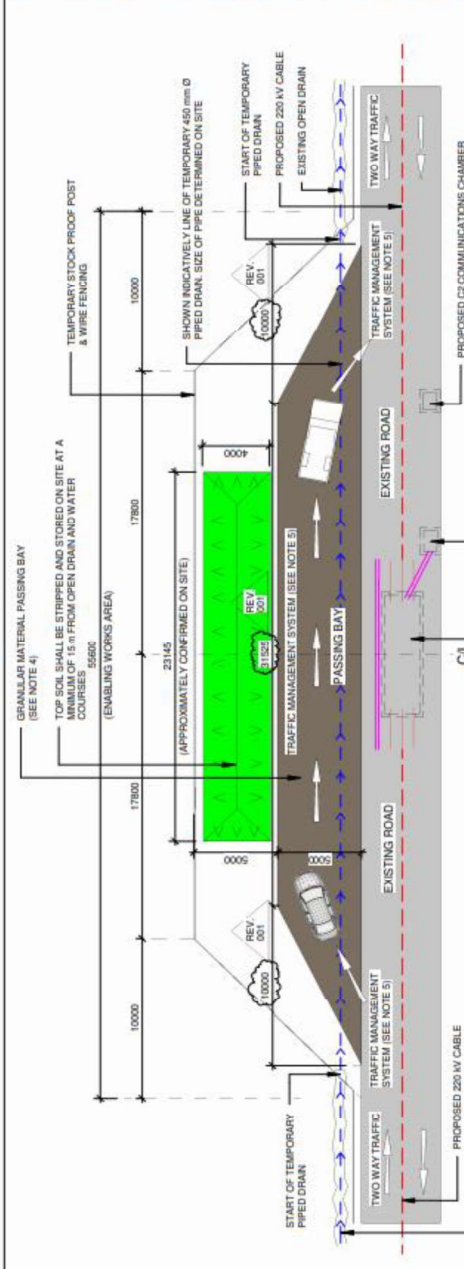 TEMPORARY STOCK PROOF POST
& WIRE FENCING
GRANULAR MATERIAL PASSING BAY
(SEE NOTE 4)
TOP SOIL SHALL BE STRIPPED AND STORED ON SITE AT A
MINIMUM OF 15 m FROM OPEN DRAIN AND WATER
COURSES
55600
(ENABLING WORKS AREA)
10000
17800
17800
10000
SHOWN INDICATIVELY LINE OF TEMPORARY 450 mm Ø
PIPED DRAIN. SIZE OF PIPE DETERMINED ON SITE
START OF TEMPORARY
PIPED DRAIN
PROPOSED 220 kV CABLE
EXISTING OPEN DRAIN
23145
(APPROXIMATELY CONFIRMED ON SITE)
4000
5000
5000
REV.
001
10000
REV.
001
31525
REV.
001
10000
START OF TEMPORARY
PIPED DRAIN
TRAFFIC MANAGEMENT SYSTEM (SEE NOTE 5)
PASSING BAY
TRAFFIC MANAGEMENT
SYSTEM (SEE NOTE 5)
TRAFFIC MANAGEMENT
SYSTEM (SEE NOTE 5)
TWO WAY TRAFFIC
EXISTING ROAD
EXISTING ROAD
TWO WAY TRAFFIC
PROPOSED 220 kV CABLE
C/L
PROPOSED C2 COMMUNICATIONS CHAMBER